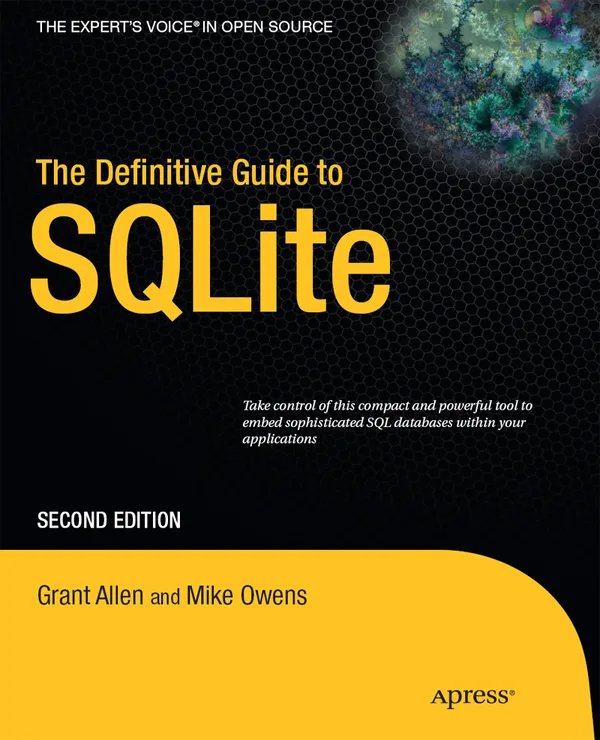 THE EXPERT'S VOICE® IN OPEN SOURCE
The Definitive Guide to
SQLite
Take control of this compact and powerful tool to
embed sophisticated SQL databases within your
applications
SECOND EDITION
Grant Allen and Mike Owens
Apress®